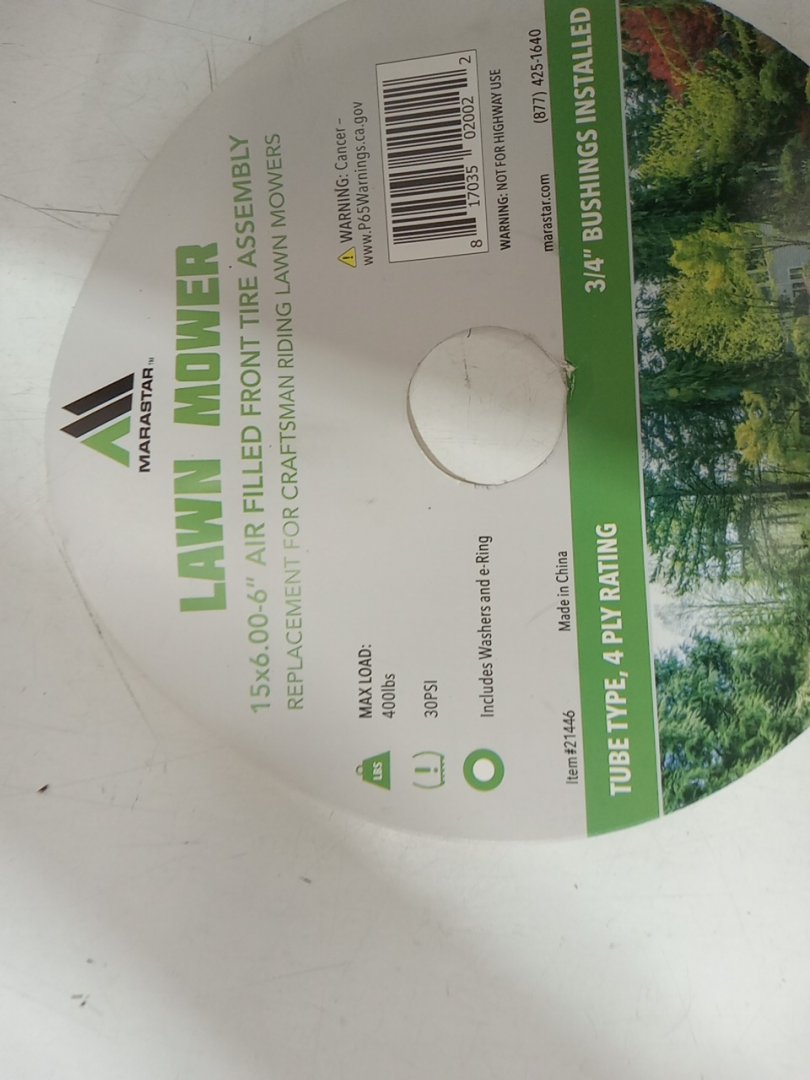 MARASTAR™
LAWN MOWER
15x6.00-6" AIR FILLED FRONT TIRE ASSEMBLY
REPLACEMENT FOR CRAFTSMAN RIDING LAWN MOWERS
MAX LOAD:
400lbs
LBS
30PSI
Includes Washers and e-Ring
⚠ WARNING: Cancer –
www.P65Warnings.ca.gov
8 17035 02002 2
WARNING: NOT FOR HIGHWAY USE
Item #21446 Made in China marastar.com (877) 425-1640
TUBE TYPE, 4 PLY RATING 3/4" BUSHINGS INSTALLED